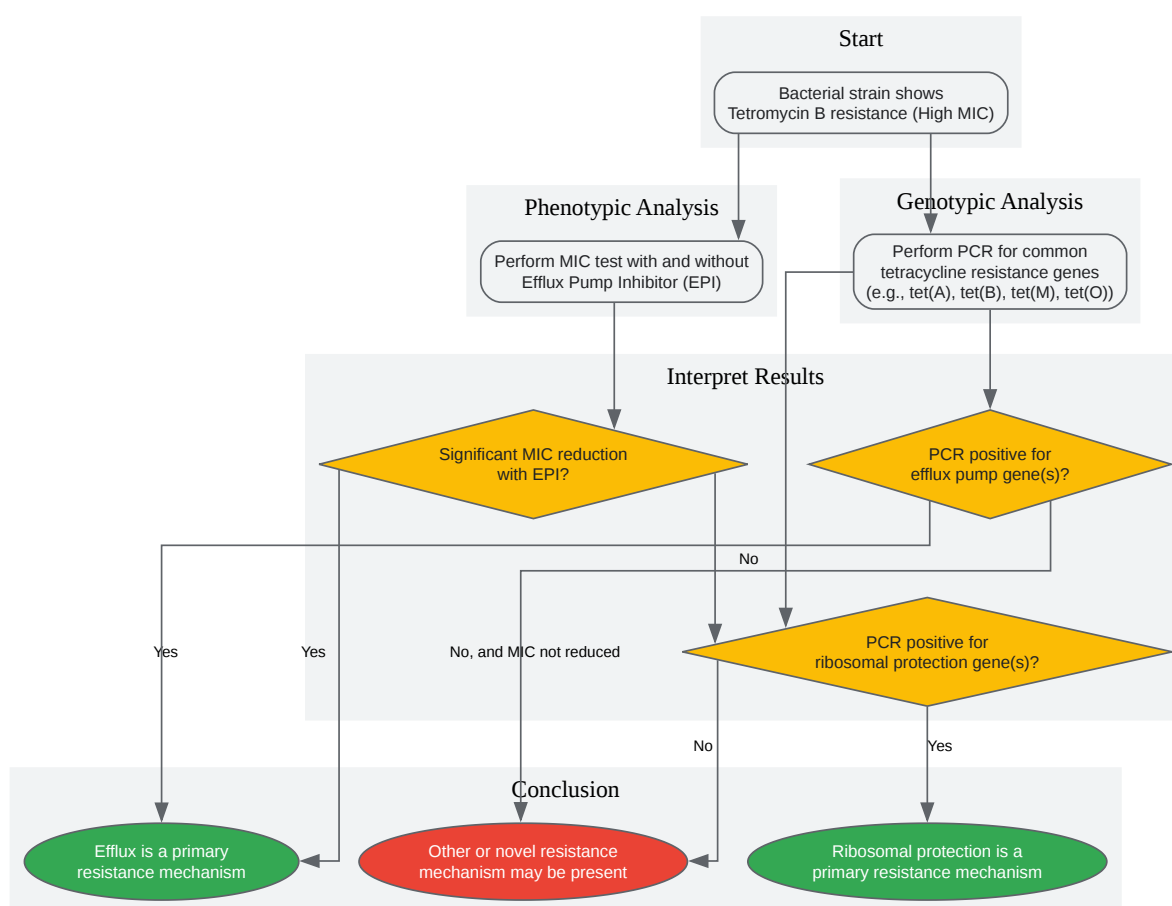 Start
Bacterial strain shows
Tetromycin B resistance (High MIC)
Phenotypic Analysis
Genotypic Analysis
Perform MIC test with and without
Efflux Pump Inhibitor (EPI)
Perform PCR for common
tetracycline resistance genes
(e.g., tet(A), tet(B), tet(M), tet(O))
Interpret Results
Significant MIC reduction
with EPI?
PCR positive for
efflux pump gene(s)?
No
Yes
Yes
No, and MIC not reduced
PCR positive for
ribosomal protection gene(s)?
No
Yes
Conclusion
Efflux is a primary
resistance mechanism
Other or novel resistance
mechanism may be present
Ribosomal protection is a
primary resistance mechanism